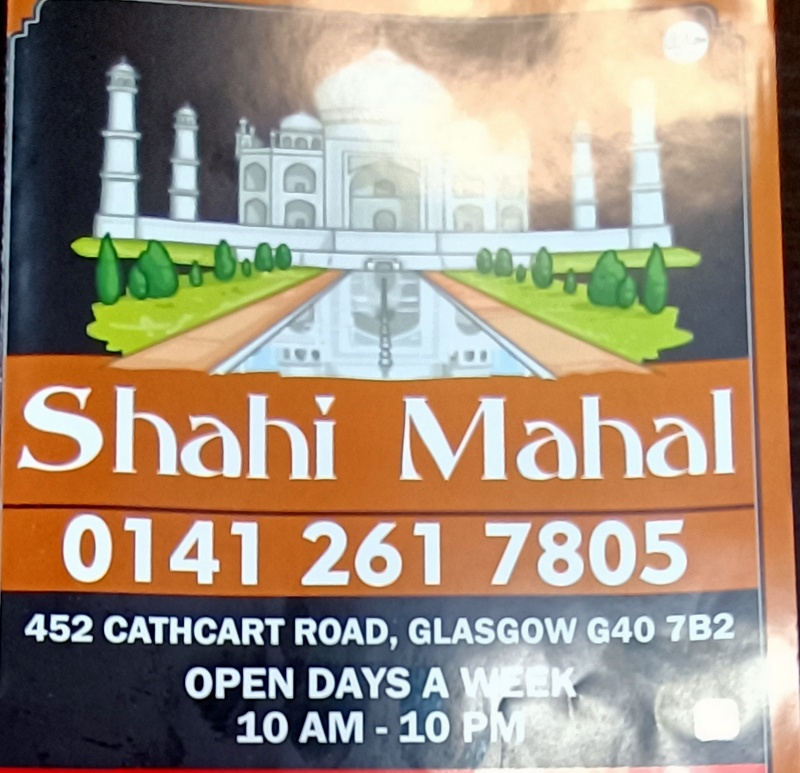 Shahi Mahal
0141 261 7805
452 CATHCART ROAD, GLASGOW G40 7B2
OPEN DAYS A WEEK
10 AM - 10 PM